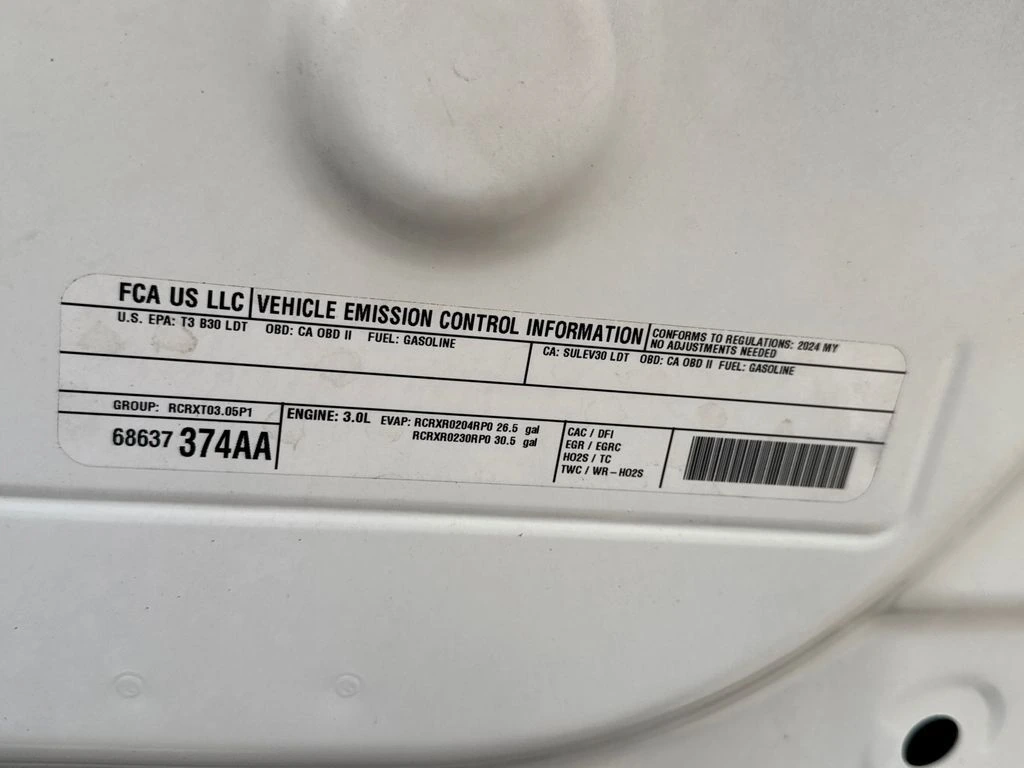 FCA US LLC VEHICLE EMISSION CONTROL INFORMATION
CONFORMS TO REGULATIONS: 2024 MY
NO ADJUSTMENTS NEEDED
U.S. EPA: T3 B30 LDT OBD: CA OBD II FUEL: GASOLINE
CA: SULEV30 LDT OBD: CA OBD II FUEL: GASOLINE
GROUP: RCRXT03.05P1
68637 374AA
ENGINE: 3.0L EVAP: RCRXR0204RP0 26.5 gal
RCRXR0230RP0 30.5 gal
CAC / DFI
EGR / EGRC
HO2S / TC
TWC / WR-HO2S